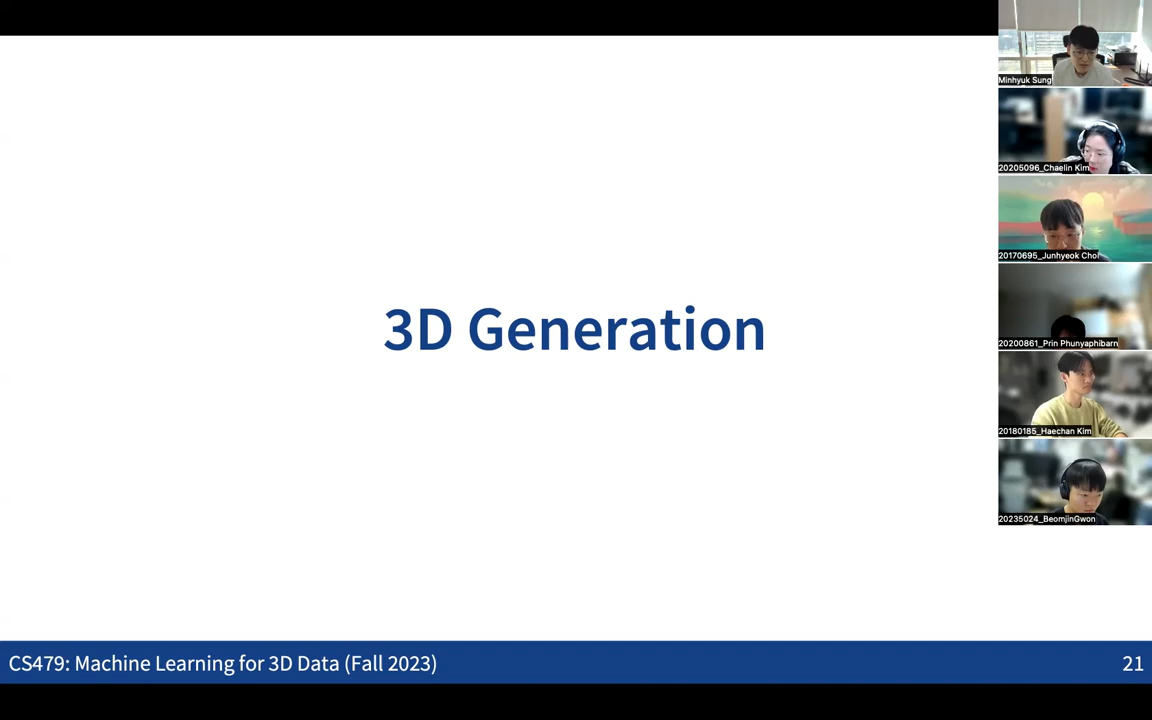 Minhyuk Sung
20205096_Chaelin Kim
20170695_Junhyeok Choi
20200861_Prin Phunyaphibarn
3D Generation
20180185_Haechan Kim
20235024_BeomjinGwon
CS479: Machine Learning for 3D Data (Fall 2023)
21